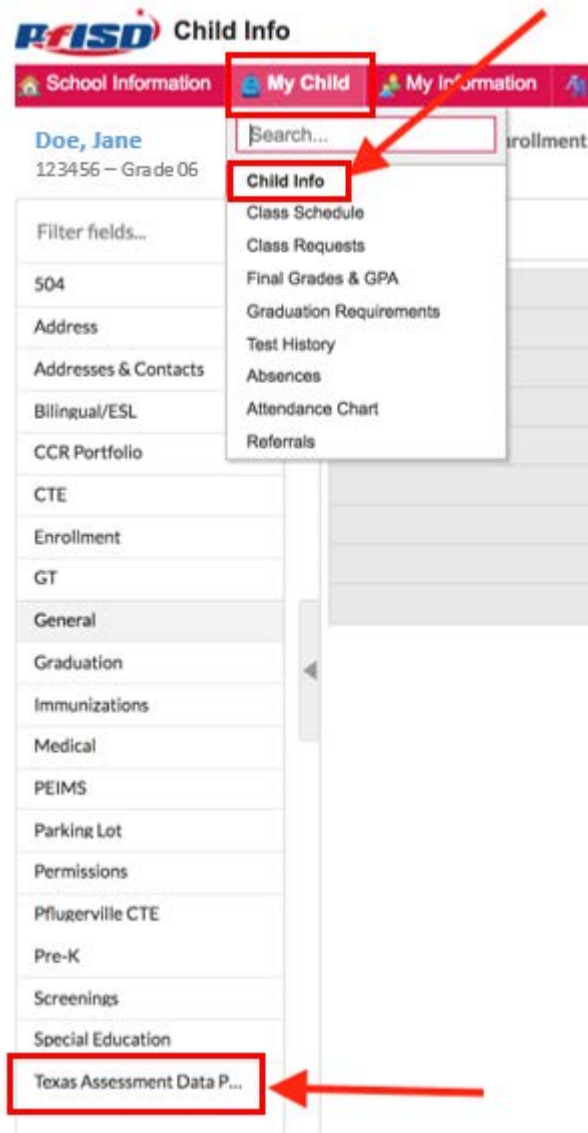 PfISD Child Info
School Information My Child My Information
Doe, Jane
123456 – Grade 06
Search...
Child Info
Class Schedule
Class Requests
Final Grades & GPA
Graduation Requirements
Test History
Absences
Attendance Chart
Referrals
Filter fields...
504
Address
Addresses & Contacts
Bilingual/ESL
CCR Portfolio
CTE
Enrollment
GT
General
Graduation
Immunizations
Medical
PEIMS
Parking Lot
Permissions
Pflugerville CTE
Pre-K
Screenings
Special Education
Texas Assessment Data P...